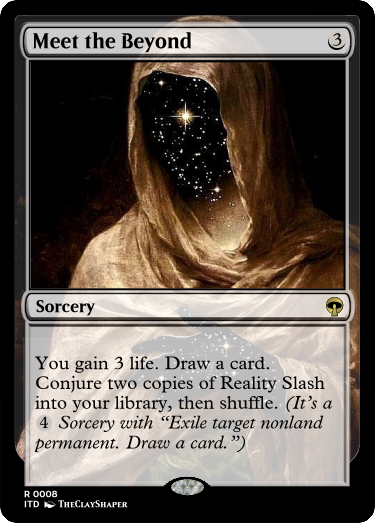 Meet the Beyond 3
Sorcery
You gain 3 life. Draw a card.
Conjure two copies of Reality Slash
into your library, then shuffle. (It's a
4 Sorcery with “Exile target nonland
permanent. Draw a card.”)
R 0008
ITD TheClayShaper